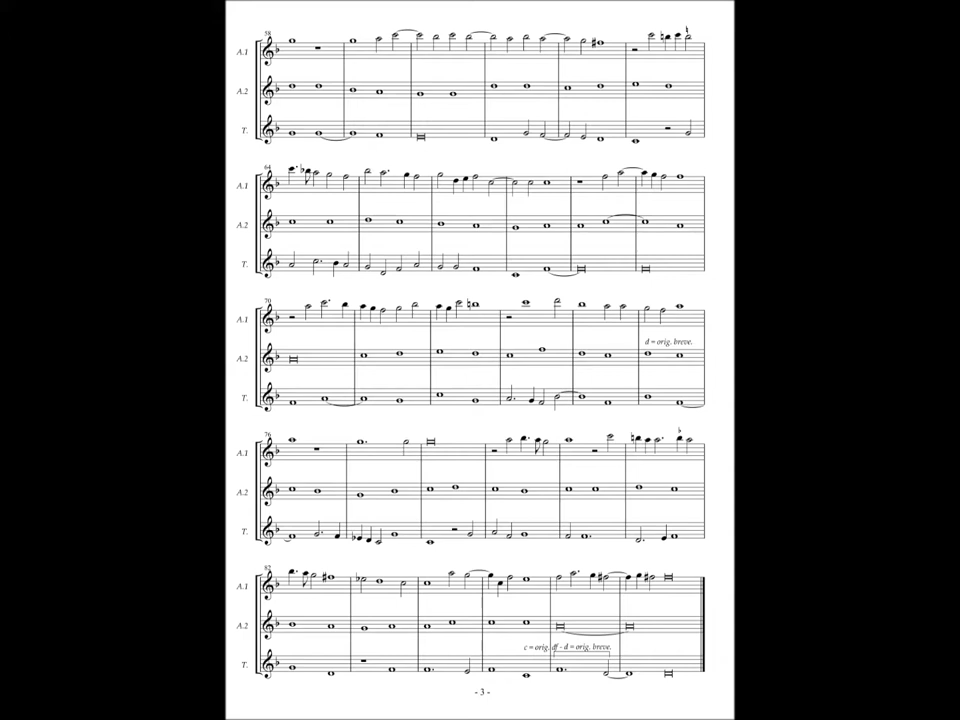 58
A.1
A.2
T.
64
A.1
A.2
T.
70
A.1
d = orig. breve.
A.2
T.
76
A.1
A.2
T.
82
A.1
A.2
c = orig. df - d = orig. breve.
T.
- 3 -